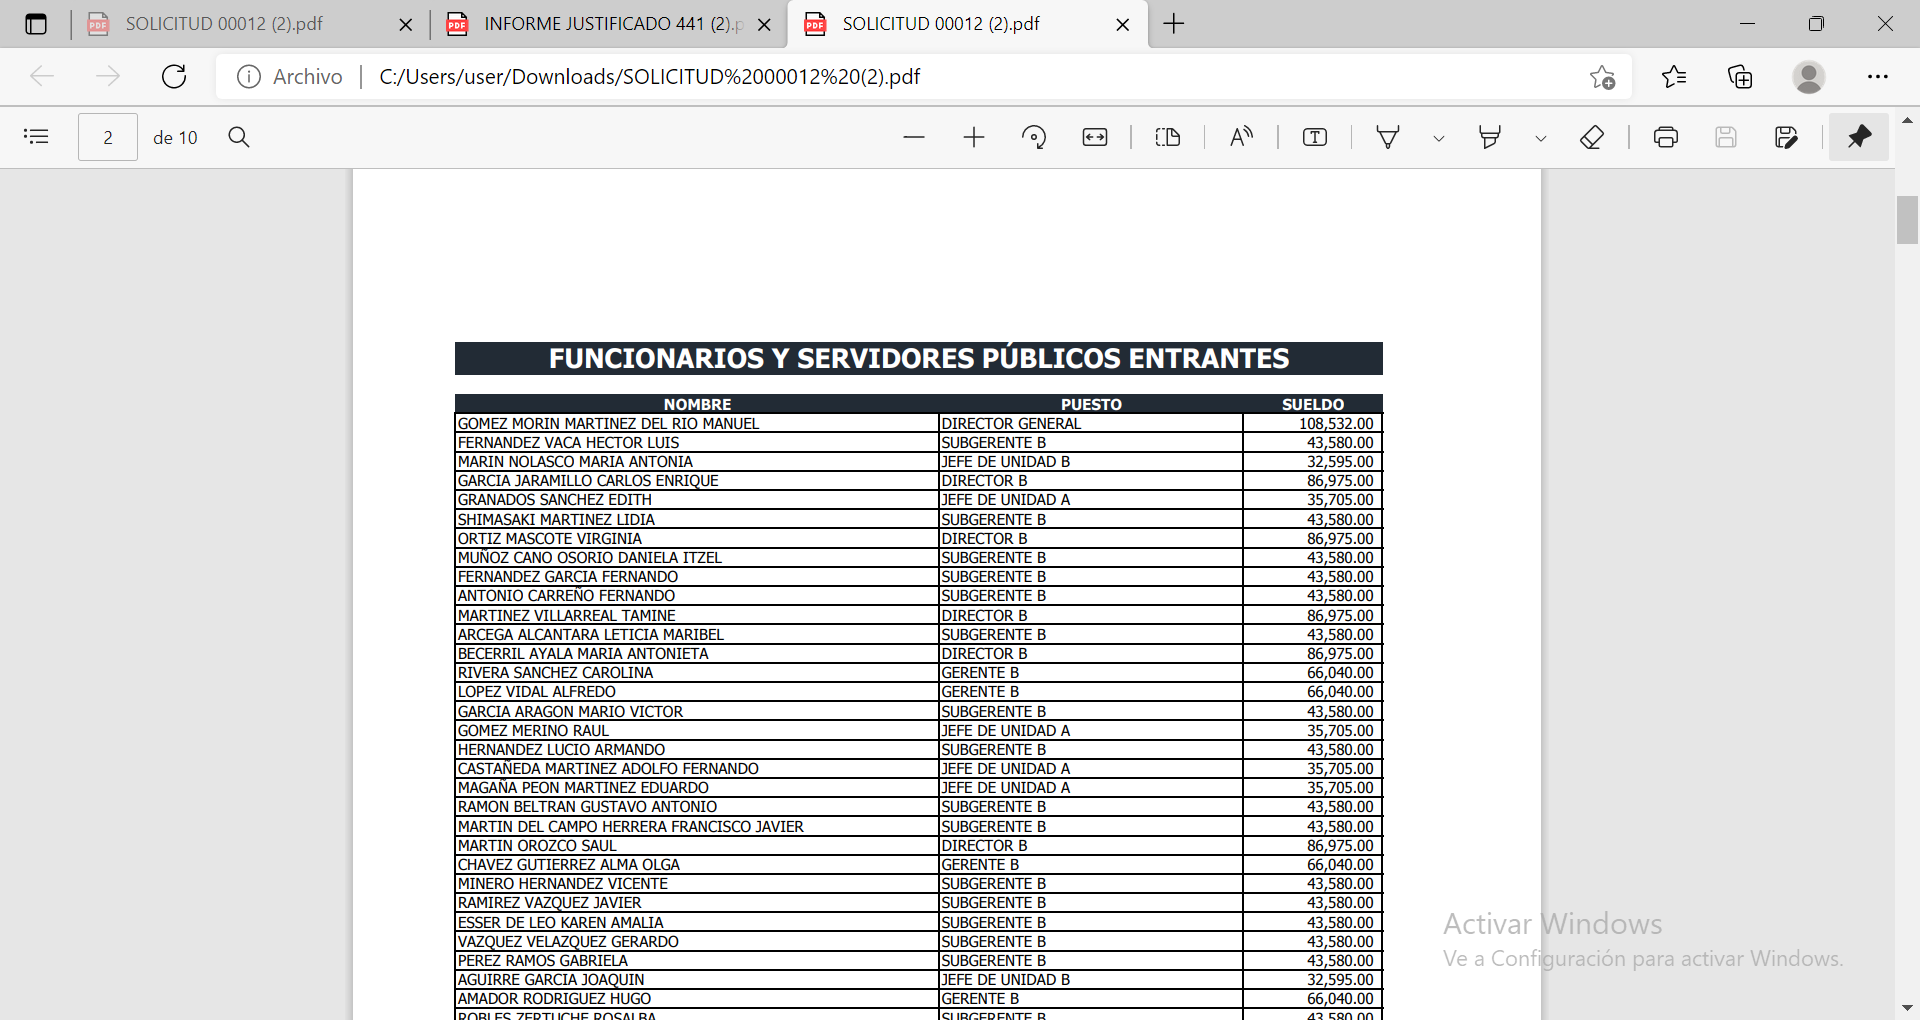 SOLICITUD 00012 (2).pdf
INFORME JUSTIFICADO 441 (2).p
SOLICITUD 00012 (2).pdf
Archivo
C:/Users/user/Downloads/SOLICITUD%2000012%20(2).pdf
2 de 10
FUNCIONARIOS Y SERVIDORES PÚBLICOS ENTRANTES
NOMBRE PUESTO SUELDO
GOMEZ MORIN MARTINEZ DEL RIO MANUEL DIRECTOR GENERAL 108,532.00
FERNANDEZ VACA HECTOR LUIS SUBGERENTE B 43,580.00
MARIN NOLASCO MARIA ANTONIA JEFE DE UNIDAD B 32,595.00
GARCIA JARAMILLO CARLOS ENRIQUE DIRECTOR B 86,975.00
GRANADOS SANCHEZ EDITH JEFE DE UNIDAD A 35,705.00
SHIMASAKI MARTINEZ LIDIA SUBGERENTE B 43,580.00
ORTIZ MASCOTE VIRGINIA DIRECTOR B 86,975.00
MUÑOZ CANO OSORIO DANIELA ITZEL SUBGERENTE B 43,580.00
FERNANDEZ GARCIA FERNANDO SUBGERENTE B 43,580.00
ANTONIO CARREÑO FERNANDO SUBGERENTE B 43,580.00
MARTINEZ VILLARREAL TAMINE DIRECTOR B 86,975.00
ARCEGA ALCANTARA LETICIA MARIBEL SUBGERENTE B 43,580.00
BECERRIL AYALA MARIA ANTONIETA DIRECTOR B 86,975.00
RIVERA SANCHEZ CAROLINA GERENTE B 66,040.00
LOPEZ VIDAL ALFREDO GERENTE B 66,040.00
GARCIA ARAGON MARIO VICTOR SUBGERENTE B 43,580.00
GOMEZ MERINO RAUL JEFE DE UNIDAD A 35,705.00
HERNANDEZ LUCIO ARMANDO SUBGERENTE B 43,580.00
CASTAÑEDA MARTINEZ ADOLFO FERNANDO JEFE DE UNIDAD A 35,705.00
MAGAÑA PEON MARTINEZ EDUARDO JEFE DE UNIDAD A 35,705.00
RAMON BELTRAN GUSTAVO ANTONIO SUBGERENTE B 43,580.00
MARTIN DEL CAMPO HERRERA FRANCISCO JAVIER SUBGERENTE B 43,580.00
MARTIN OROZCO SAUL DIRECTOR B 86,975.00
CHAVEZ GUTIERREZ ALMA OLGA GERENTE B 66,040.00
MINERO HERNANDEZ VICENTE SUBGERENTE B 43,580.00
RAMIREZ VAZQUEZ JAVIER SUBGERENTE B 43,580.00
ESSER DE LEO KAREN AMALIA SUBGERENTE B 43,580.00
VAZQUEZ VELAZQUEZ GERARDO SUBGERENTE B 43,580.00
PEREZ RAMOS GABRIELA SUBGERENTE B 43,580.00
AGUIRRE GARCIA JOAQUIN JEFE DE UNIDAD B 32,595.00
AMADOR RODRIGUEZ HUGO GERENTE B 66,040.00
ROBLES ZERTUCHE ROSALBA SUBGERENTE B 43,580.00
Activar Windows
Ve a Configuración para activar Windows.